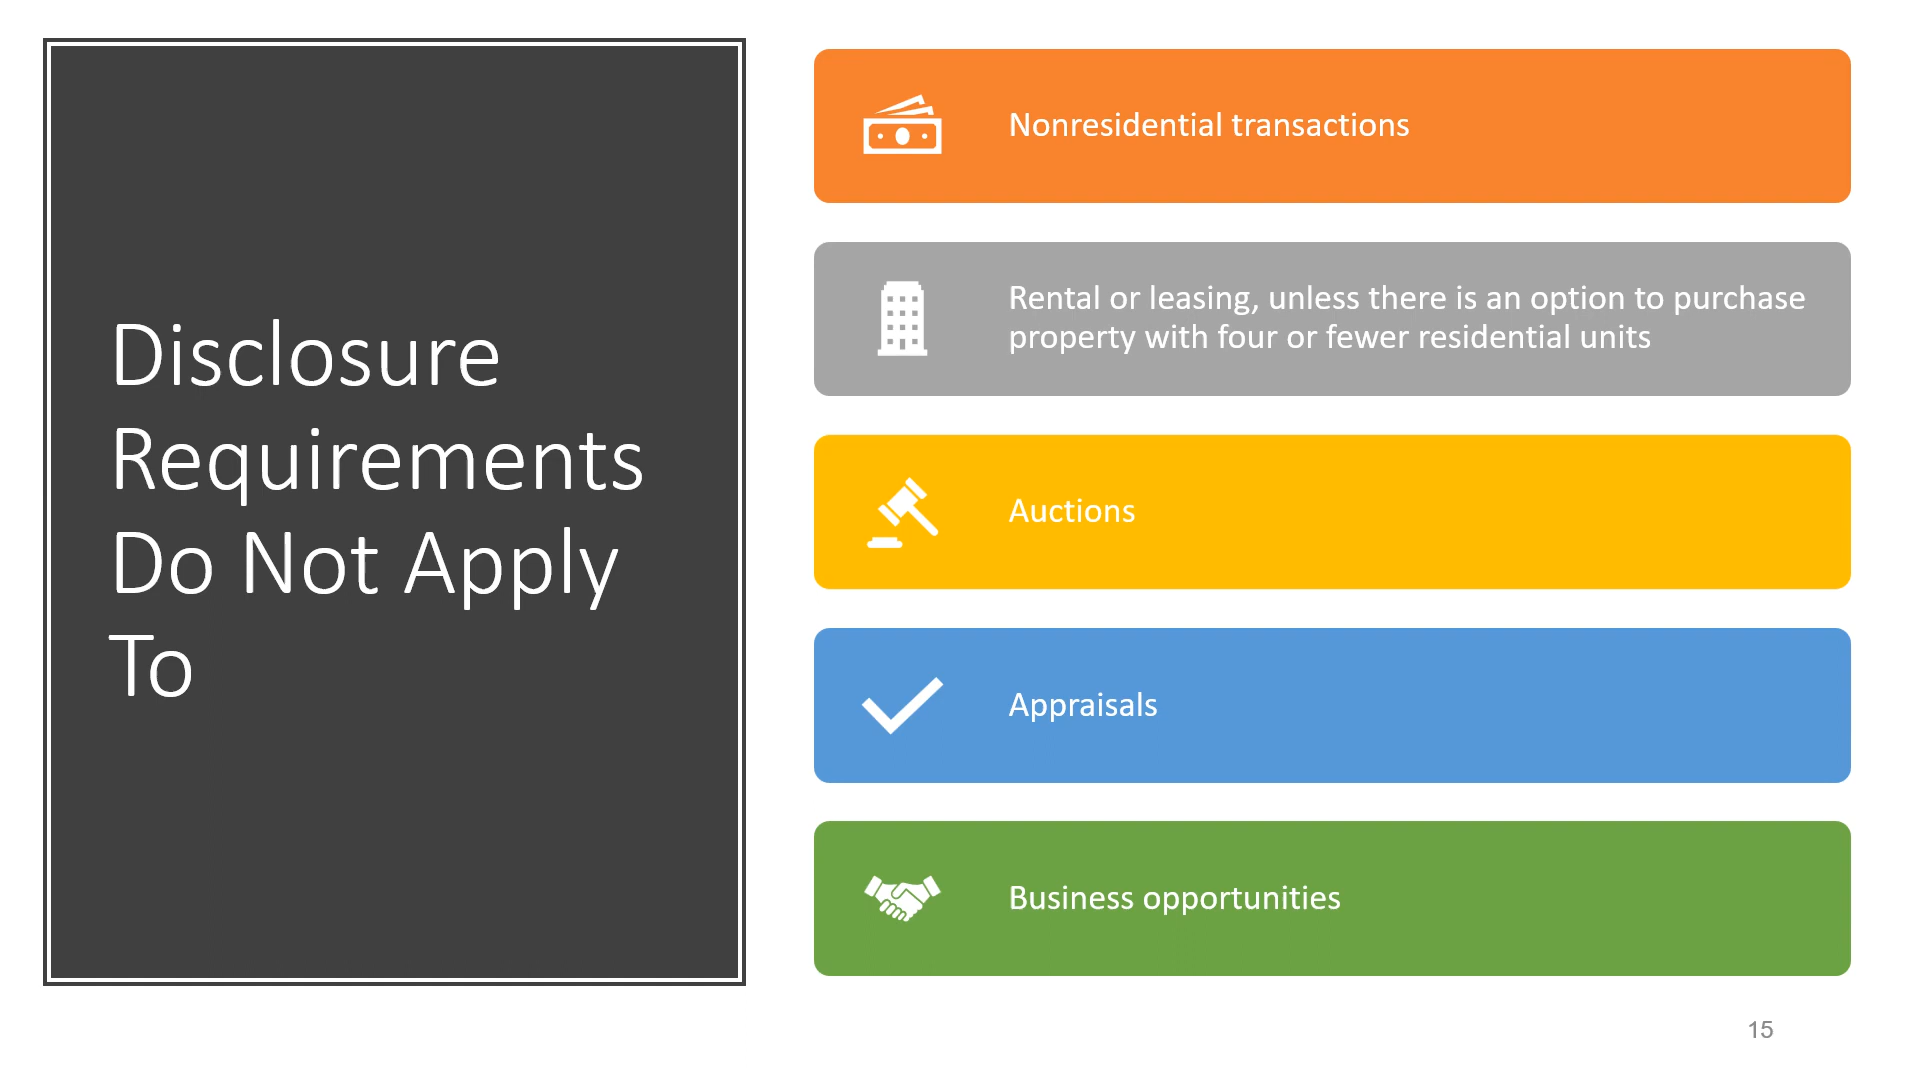 Disclosure
Requirements
Do Not Apply
To
Nonresidential transactions
Rental or leasing, unless there is an option to purchase
property with four or fewer residential units
Auctions
Appraisals
Business opportunities
15